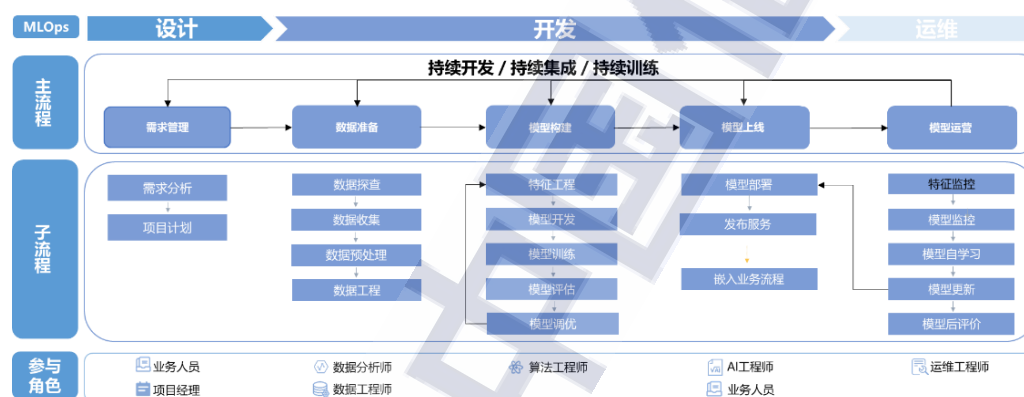 MLOps 设计 开发 运维
持续开发 / 持续集成 / 持续训练
主流程
需求管理 数据准备 模型构建 模型上线 模型运营
子流程
需求分析 数据探查 特征工程 模型部署 特征监控
项目计划 数据收集 模型开发 发布服务 模型监控
数据预处理 模型训练 模型自学习
数据工程 模型评估 嵌入业务流程 模型更新
模型调优 模型后评价
参与角色
业务人员 数据分析师 算法工程师 AI工程师 运维工程师
项目经理 数据工程师 业务人员